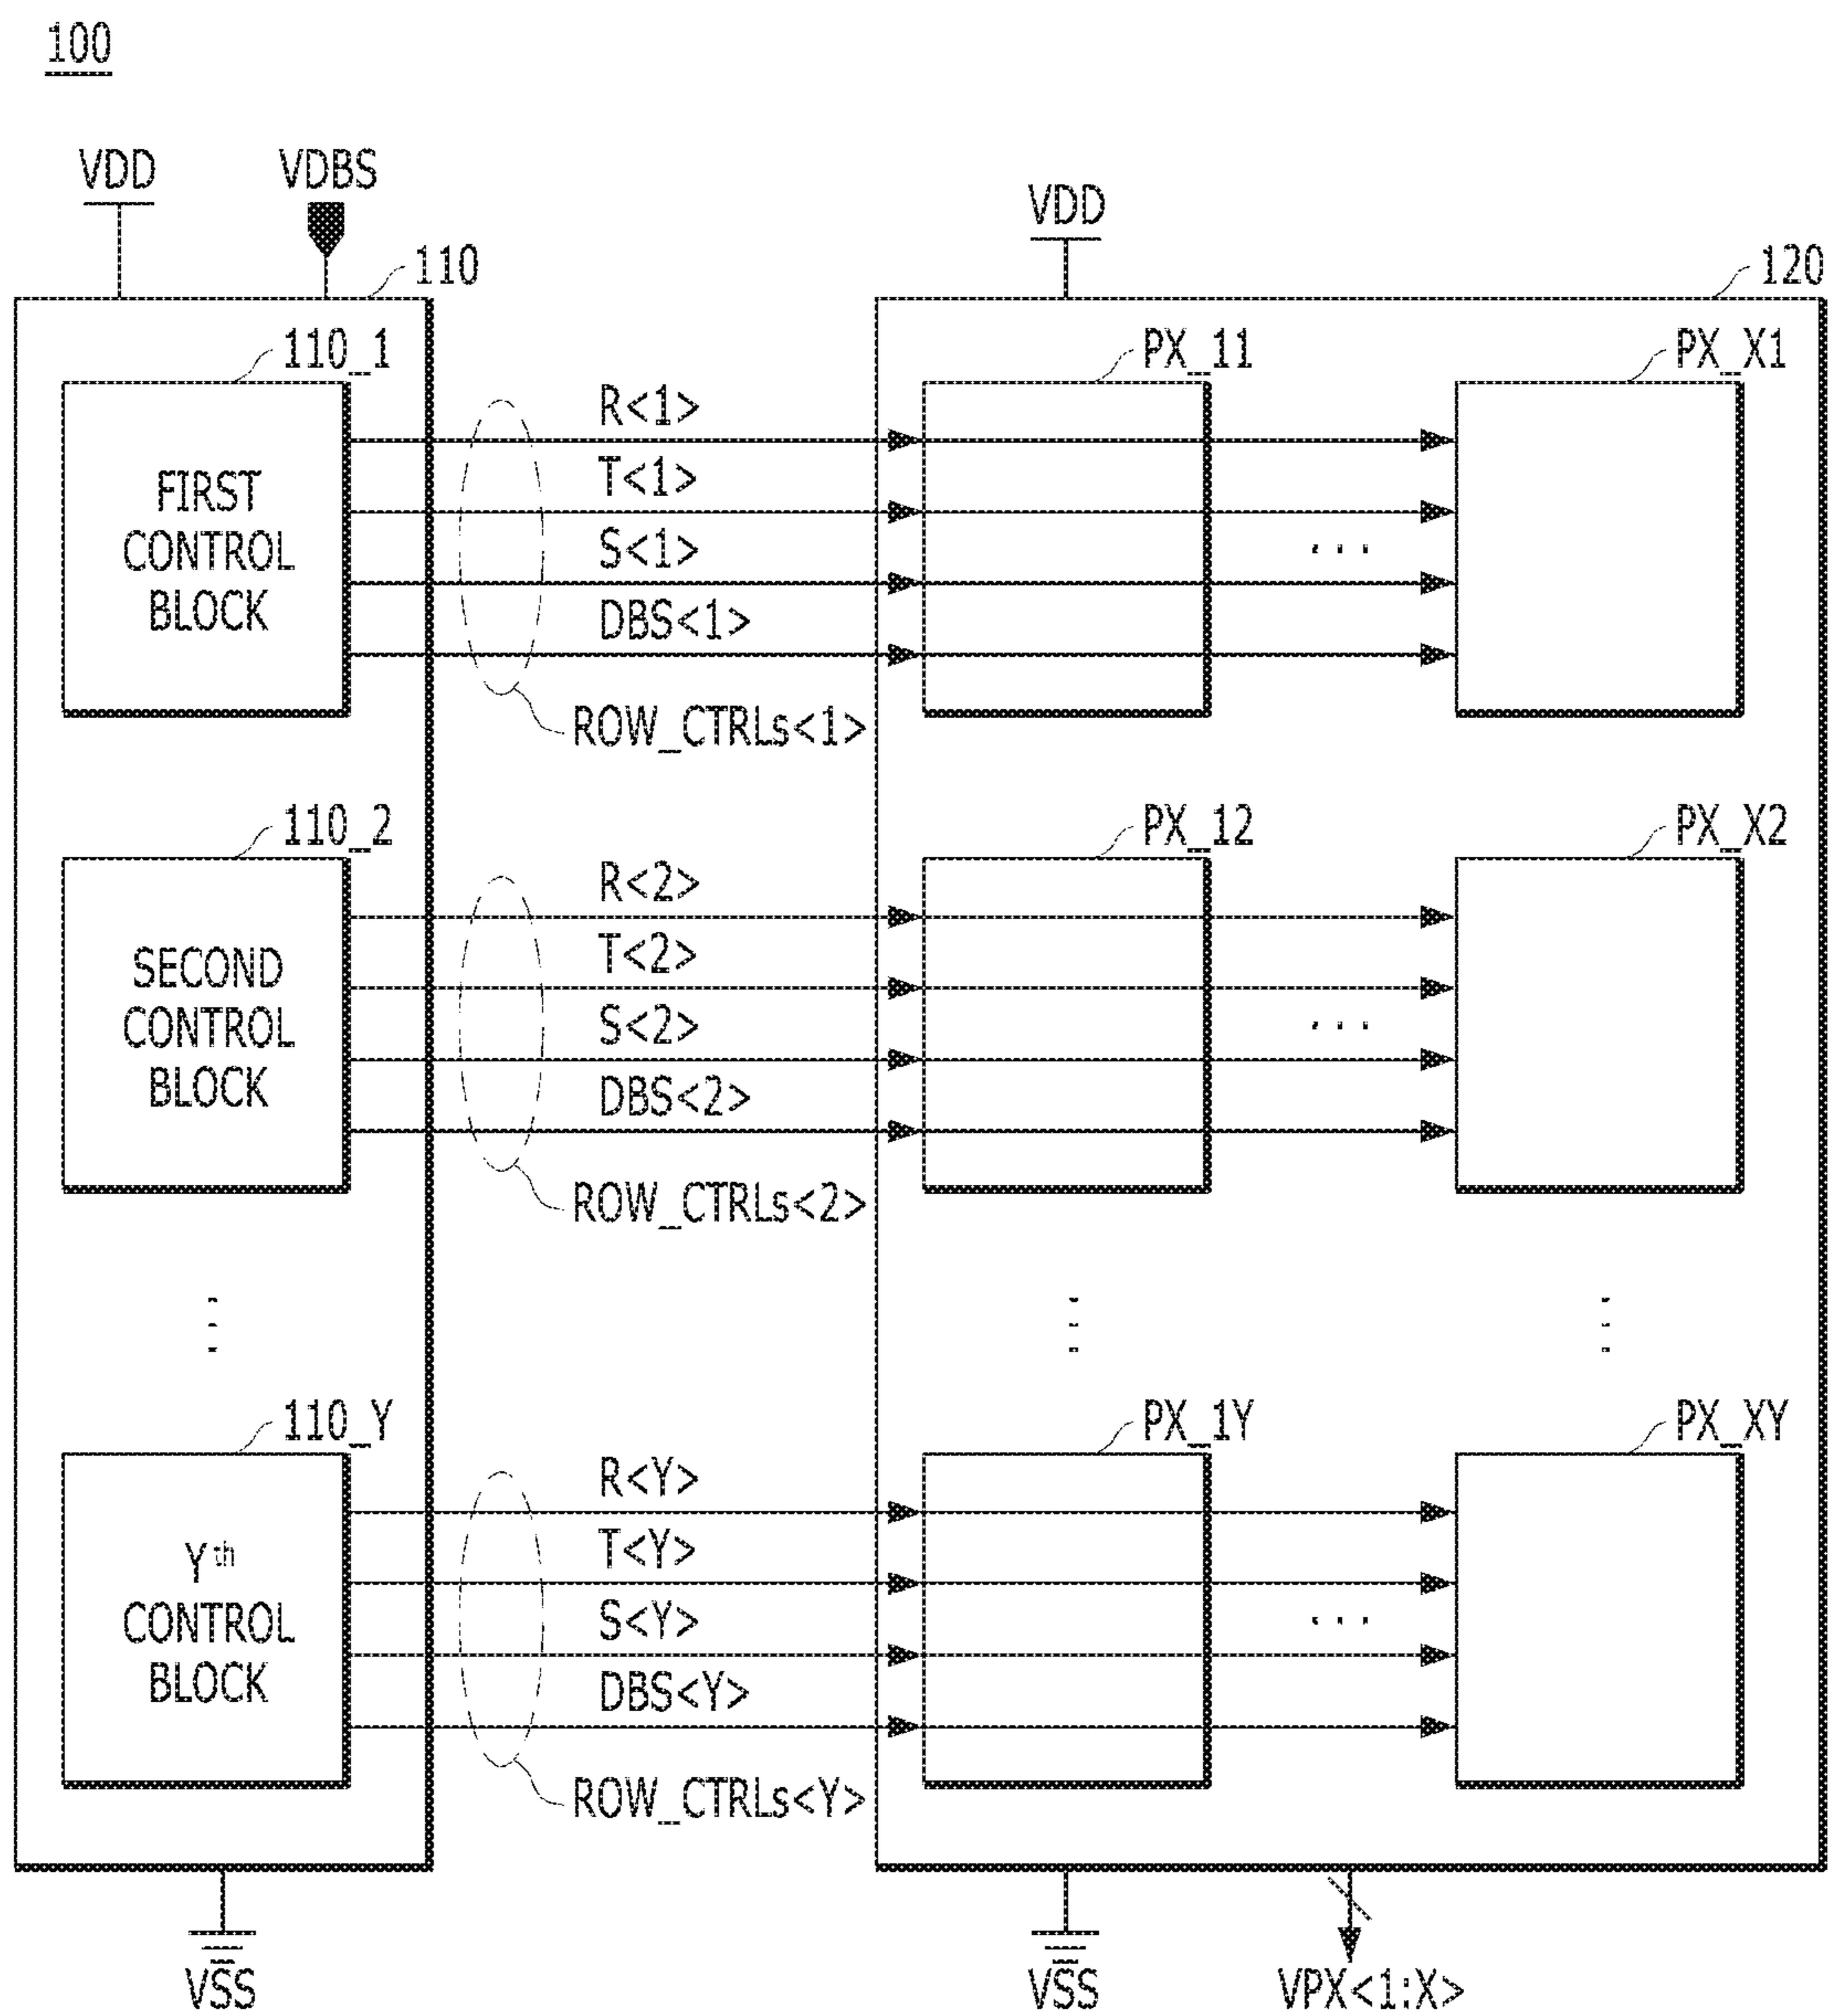 100
VDD
VDBS
VDD
110
120
110_1
PX_11
PX_X1
FIRST
CONTROL
BLOCK
R<1>
T<1>
S<1>
DBS<1>
ROW_CTRLs<1>
110_2
PX_12
PX_X2
SECOND
CONTROL
BLOCK
R<2>
T<2>
S<2>
DBS<2>
ROW_CTRLs<2>
110_Y
PX_1Y
PX_XY
Yth
CONTROL
BLOCK
R<Y>
T<Y>
S<Y>
DBS<Y>
ROW_CTRLs<Y>
VSS
VSS
VPX<1:X>